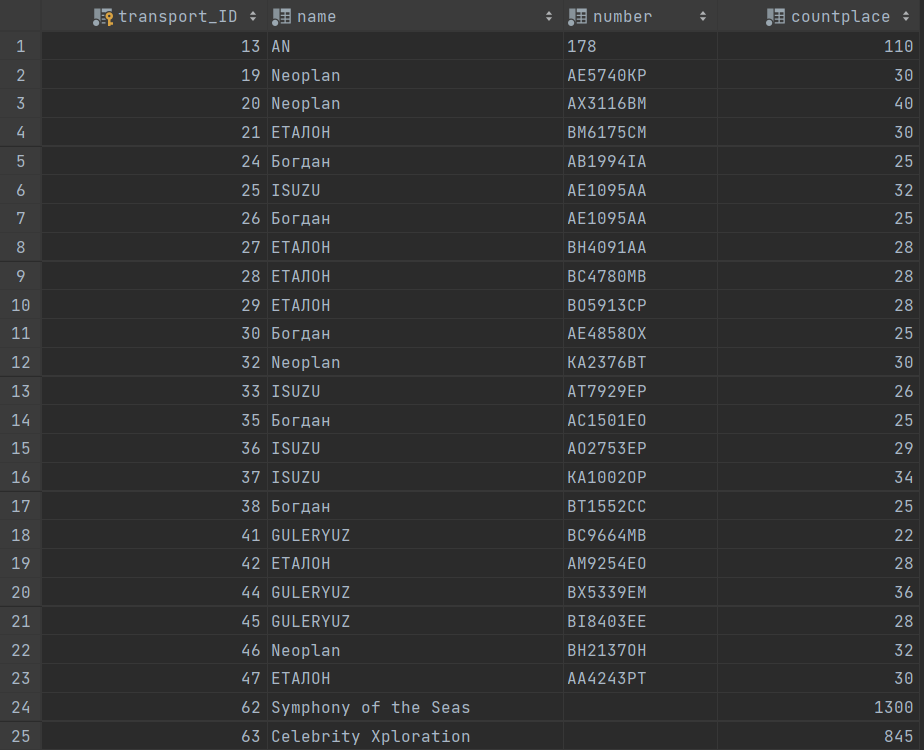 transport_ID name number countplace
1 13 AN 178 110
2 19 Neoplan AE5740KP 30
3 20 Neoplan AX3116BM 40
4 21 ЕТАЛОН BM6175CM 30
5 24 Богдан AB1994IA 25
6 25 ISUZU AE1095AA 32
7 26 Богдан AE1095AA 25
8 27 ЕТАЛОН BH4091AA 28
9 28 ЕТАЛОН BC4780MB 28
10 29 ЕТАЛОН BO5913CP 28
11 30 Богдан AE4858OX 25
12 32 Neoplan KA2376BT 30
13 33 ISUZU AT7929EP 26
14 35 Богдан AC1501EO 25
15 36 ISUZU AO2753EP 29
16 37 ISUZU KA1002OP 34
17 38 Богдан BT1552CC 25
18 41 GULERYUZ BC9664MB 22
19 42 ЕТАЛОН AM9254EO 28
20 44 GULERYUZ BX5339EM 36
21 45 GULERYUZ BI8403EE 28
22 46 Neoplan BH2137OH 32
23 47 ЕТАЛОН AA4243PT 30
24 62 Symphony of the Seas 1300
25 63 Celebrity Xploration 845